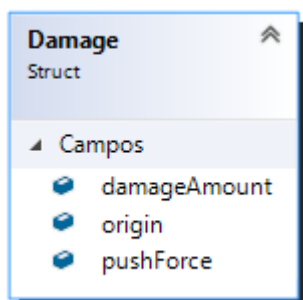 Damage
Struct
Campos
damageAmount
origin
pushForce